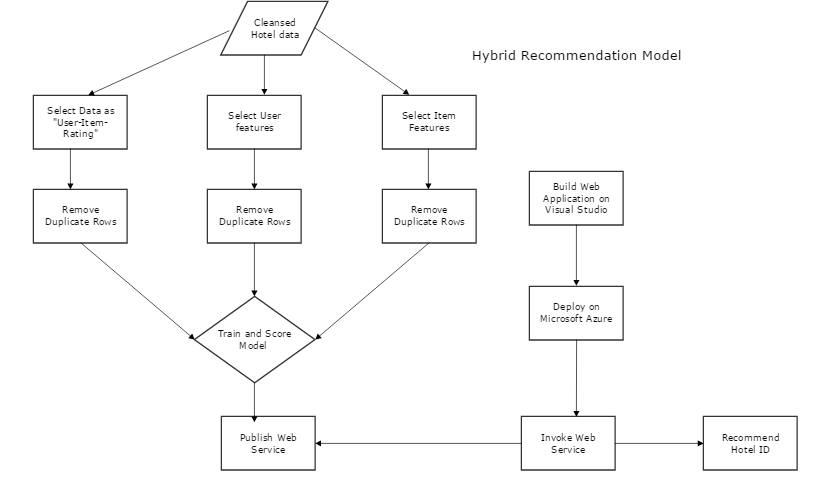 Cleansed
Hotel data
Hybrid Recommendation Model
Select Data as
"User-Item-
Rating"
Select User
features
Select Item
Features
Remove
Duplicate Rows
Remove
Duplicate Rows
Remove
Duplicate Rows
Build Web
Application on
Visual Studio
Deploy on
Microsoft Azure
Train and Score
Model
Publish Web
Service
Invoke Web
Service
Recommend
Hotel ID